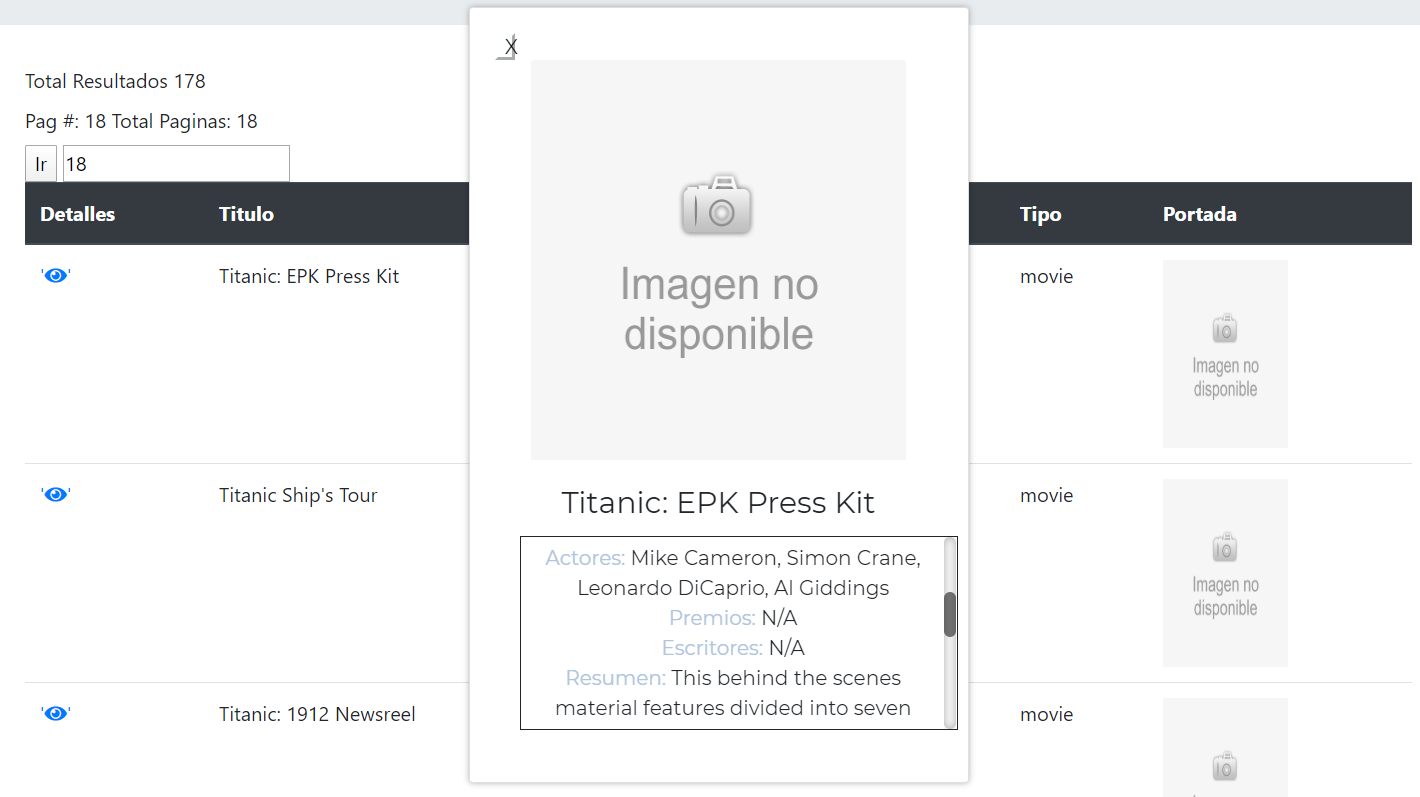 Total Resultados 178
Pag #: 18 Total Paginas: 18
Ir 18
Detalles Titulo Tipo Portada
'' Titanic: EPK Press Kit movie
Imagen no
disponible
'' Titanic Ship's Tour movie
Imagen no
disponible
'' Titanic: 1912 Newsreel movie
X
Imagen no
disponible
Titanic: EPK Press Kit
Actores: Mike Cameron, Simon Crane,
Leonardo DiCaprio, Al Giddings
Premios: N/A
Escritores: N/A
Resumen: This behind the scenes
material features divided into seven